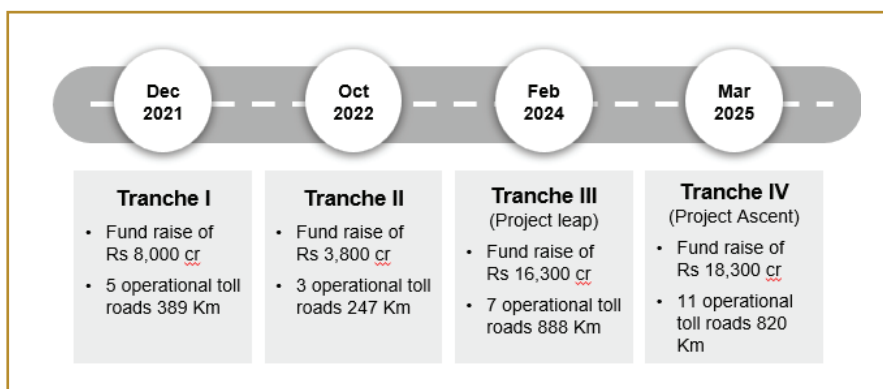 Dec
2021
Oct
2022
Feb
2024
Mar
2025
Tranche I
• Fund raise of
Rs 8,000 cr
• 5 operational toll
roads 389 Km
Tranche II
• Fund raise of
Rs 3,800 cr
• 3 operational toll
roads 247 Km
Tranche III
(Project leap)
• Fund raise of
Rs 16,300 cr
• 7 operational toll
roads 888 Km
Tranche IV
(Project Ascent)
• Fund raise of
Rs 18,300 cr
• 11 operational
toll roads 820
Km